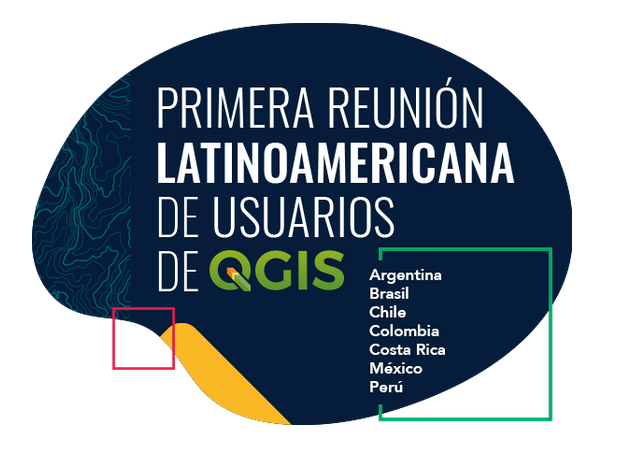 PRIMERA REUNIÓN
LATINOAMERICANA
DE USUARIOS
DE QGIS
Argentina
Brasil
Chile
Colombia
Costa Rica
México
Perú